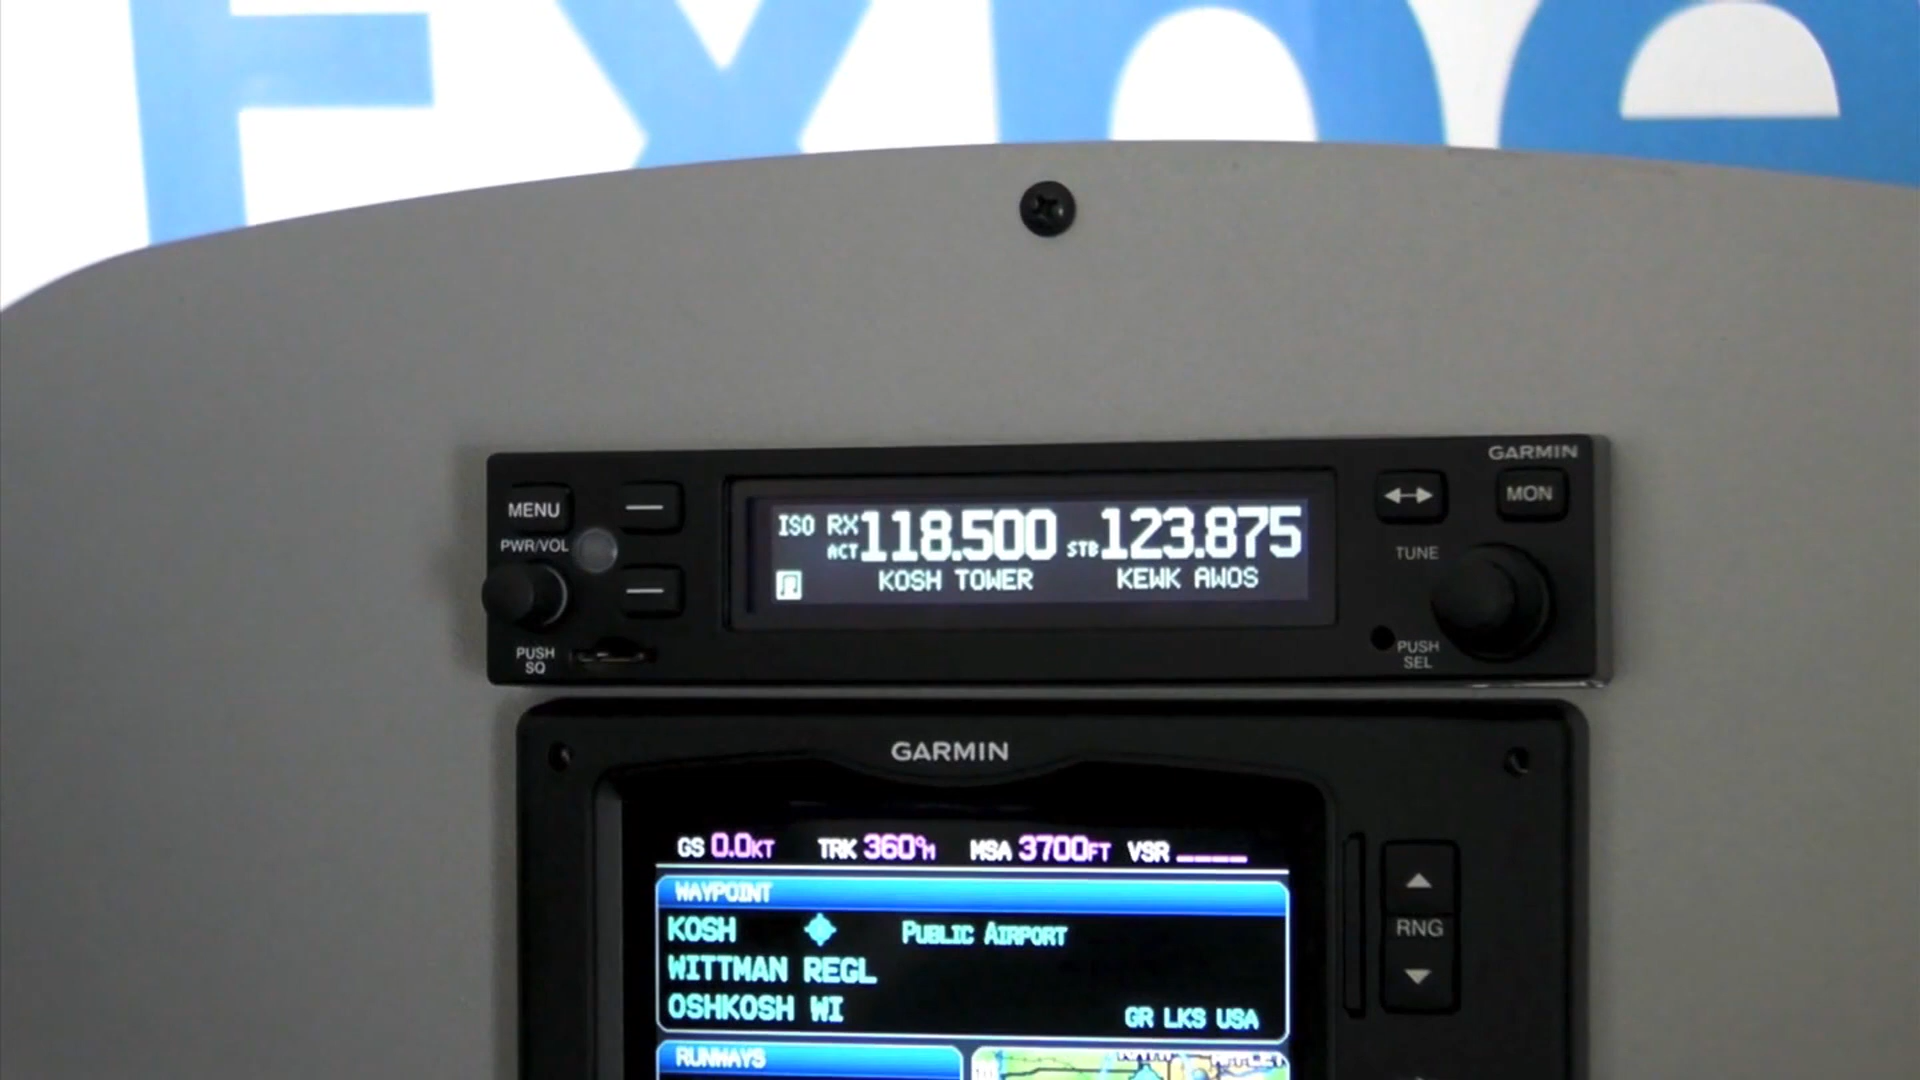 Expe
GARMIN
MENU
MON
ISO RX 118.500 STB 123.875
ACT
PWR/VOL
TUNE
KOSH TOWER KEWK AWOS
PUSH
SQ
PUSH
SEL
GARMIN
GS 0.0KT TRK 360°M MSA 3700FT VSR ____
WAYPOINT
KOSH PUBLIC AIRPORT
RNG
WITTMAN REGL
OSHKOSH WI GR LKS USA
RUNWAYS